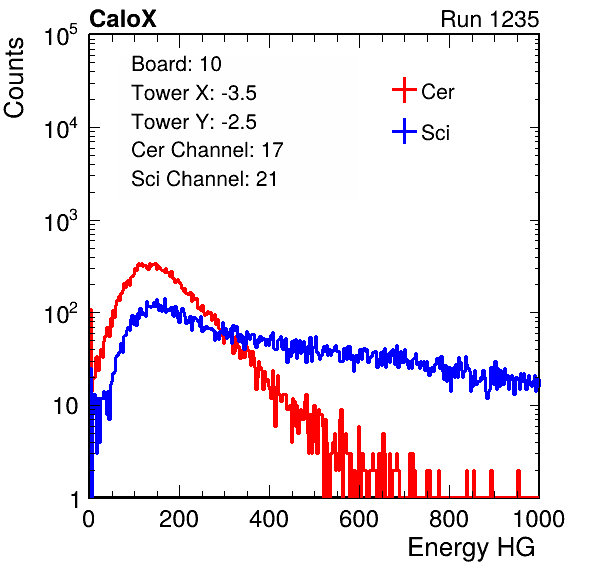 CaloX Run 1235
Counts
Board: 10
Tower X: -3.5
Tower Y: -2.5
Cer Channel: 17
Sci Channel: 21
Cer
Sci
10^5
10^4
10^3
10^2
10
1
0 200 400 600 800 1000
Energy HG